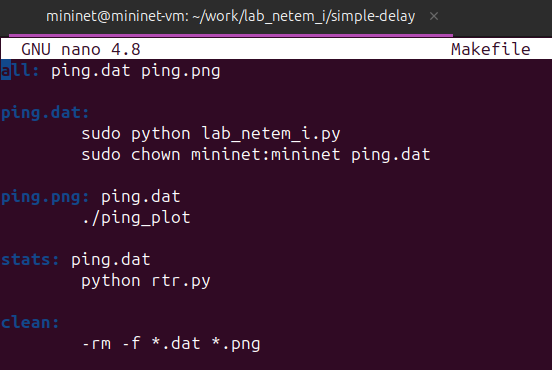 mininet@mininet-vm: ~/work/lab_netem_i/simple-delay ×
GNU nano 4.8 Makefile
all: ping.dat ping.png
ping.dat:
sudo python lab_netem_i.py
sudo chown mininet:mininet ping.dat
ping.png: ping.dat
./ping_plot
stats: ping.dat
python rtr.py
clean:
-rm -f *.dat *.png